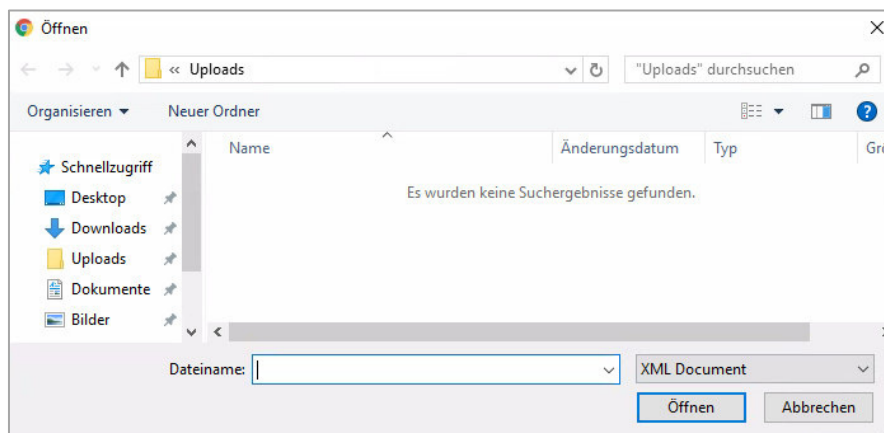 Öffnen
« Uploads
"Uploads" durchsuchen
Organisieren
Neuer Ordner
Name
Änderungsdatum
Typ
Schnellzugriff
Es wurden keine Suchergebnisse gefunden.
Desktop
Downloads
Uploads
Dokumente
Bilder
Dateiname:
XML Document
Öffnen
Abbrechen